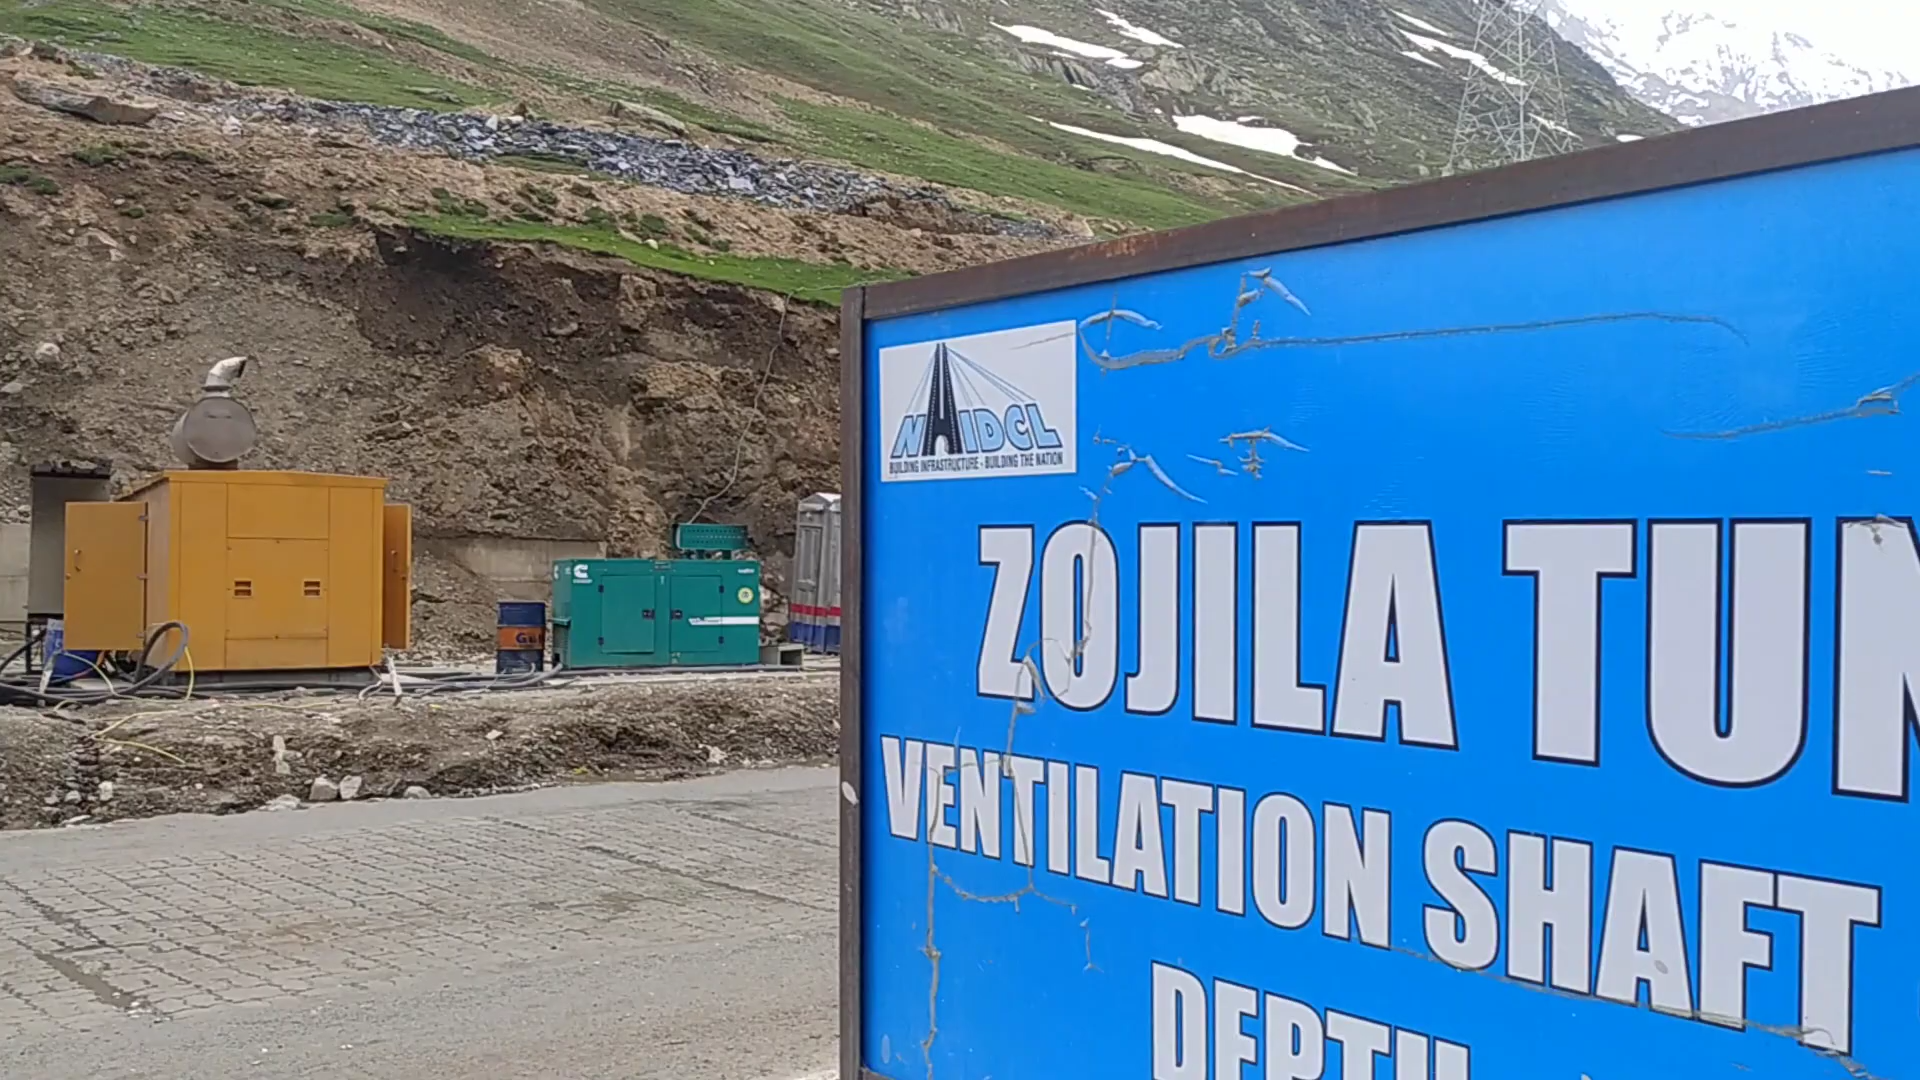 NHIDCL
BUILDING INFRASTRUCTURE - BUILDING THE NATION
ZOJILA TUN
VENTILATION SHAFT
DEPTH